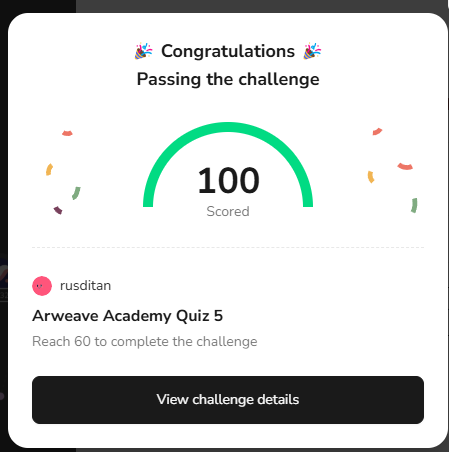 🎉 Congratulations 🎉
Passing the challenge
100
Scored
rusditan
Arweave Academy Quiz 5
Reach 60 to complete the challenge
View challenge details